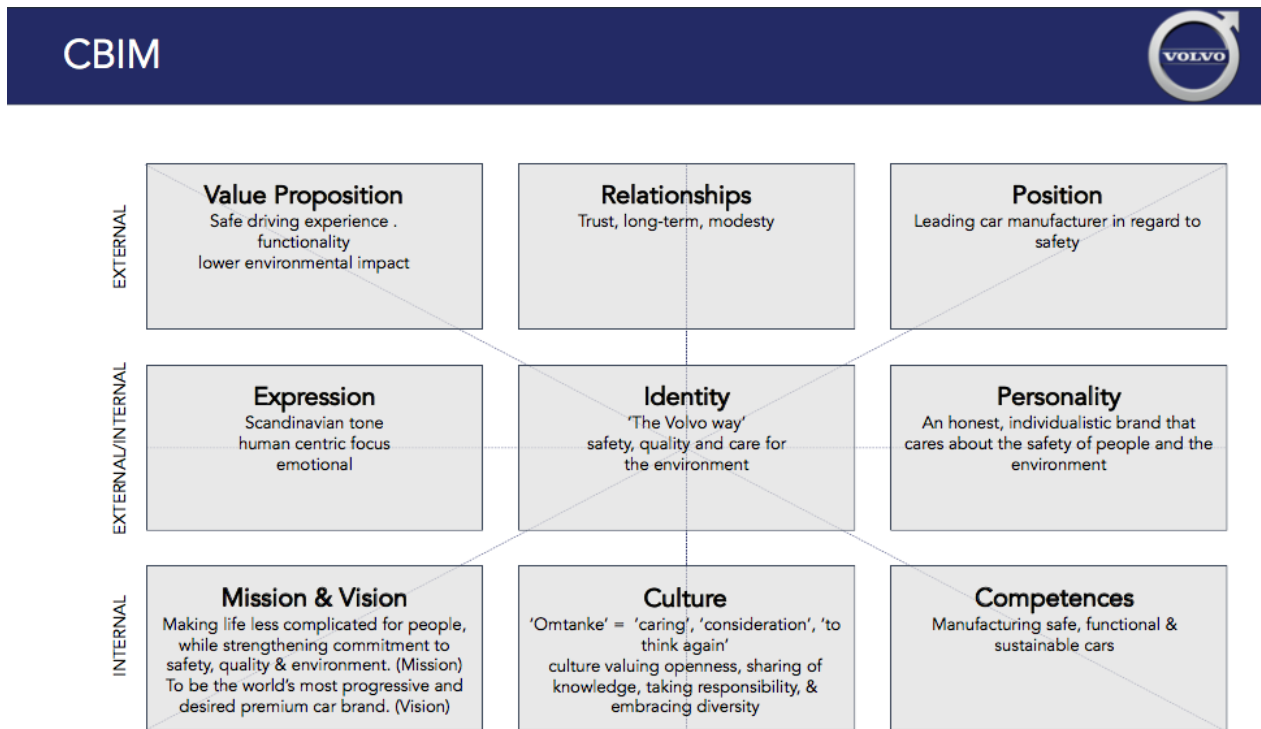 CBIM
VOLVO
EXTERNAL
Value Proposition
Safe driving experience .
functionality
lower environmental impact
Relationships
Trust, long-term, modesty
Position
Leading car manufacturer in regard to
safety
EXTERNAL/INTERNAL
Expression
Scandinavian tone
human centric focus
emotional
Identity
'The Volvo way'
safety, quality and care for
the environment
Personality
An honest, individualistic brand that
cares about the safety of people and the
environment
INTERNAL
Mission & Vision
Making life less complicated for people,
while strengthening commitment to
safety, quality & environment. (Mission)
To be the world's most progressive and
desired premium car brand. (Vision)
Culture
'Omtanke' =  'caring', 'consideration', 'to
think again'
culture valuing openness, sharing of
knowledge, taking responsibility, &
embracing diversity
Competences
Manufacturing safe, functional &
sustainable cars